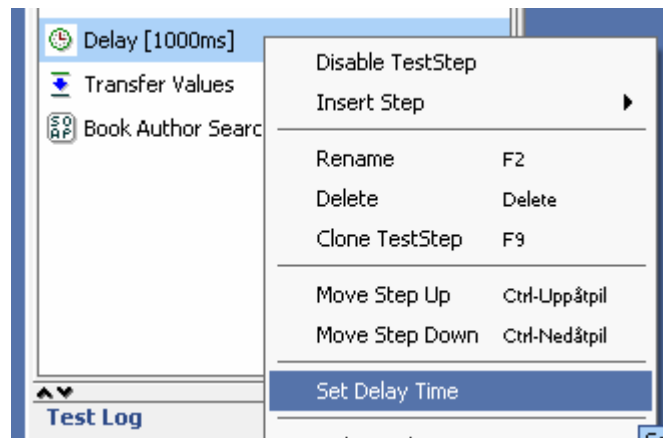 Delay [1000ms]
Transfer Values
SOAP Book Author Searc
Disable TestStep
Insert Step
Rename F2
Delete Delete
Clone TestStep F9
Move Step Up Ctrl-Uppåtpil
Move Step Down Ctrl-Nedåtpil
Set Delay Time
Test Log